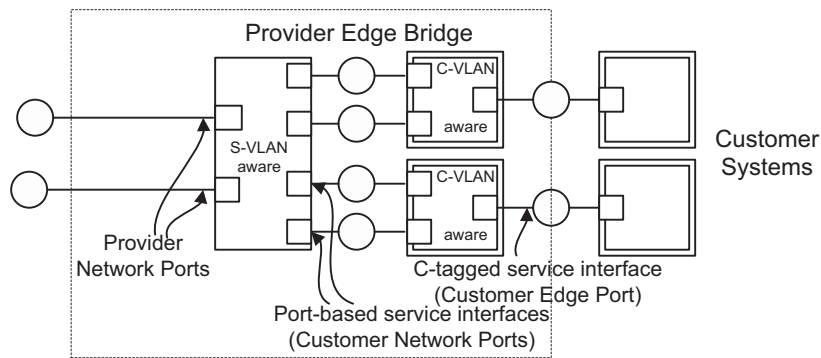 Provider Edge Bridge
C-VLAN
aware
S-VLAN
aware
C-VLAN
aware
Customer
Systems
Provider
Network Ports
C-tagged service interface
(Customer Edge Port)
Port-based service interfaces
(Customer Network Ports)